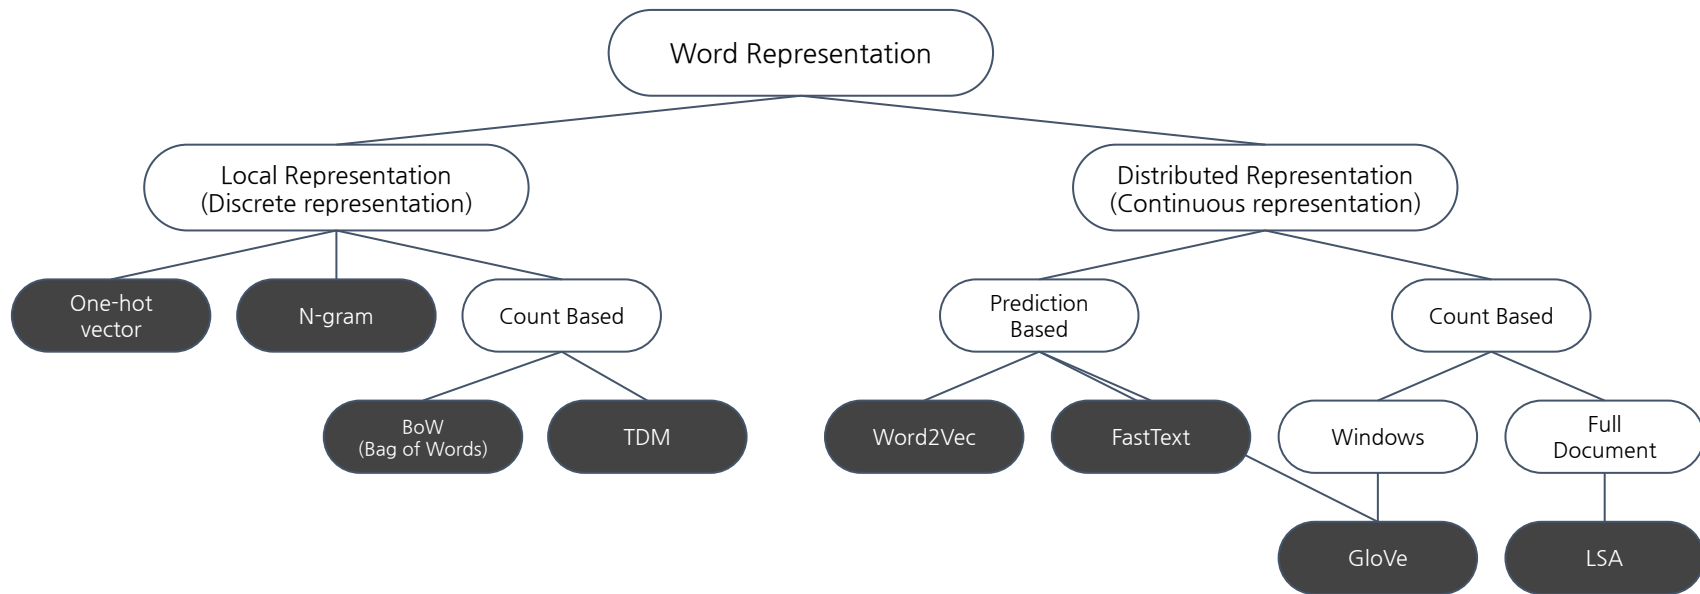 Word Representation
Local Representation
(Discrete representation)
Distributed Representation
(Continuous representation)
One-hot
vector
N-gram
Count Based
Prediction
Based
Count Based
BoW
(Bag of Words)
TDM
Word2Vec
FastText
Windows
Full
Document
GloVe
LSA